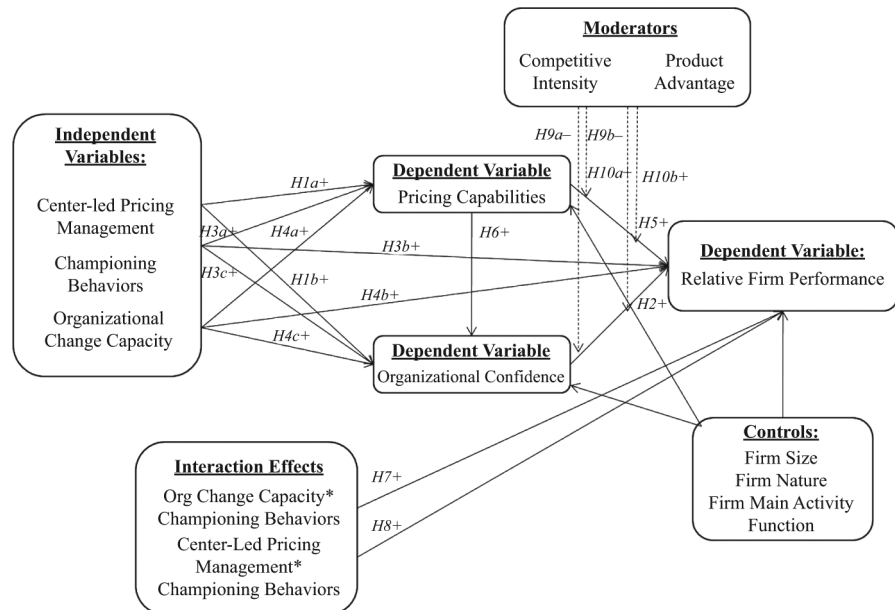 Moderators
Competitive
Intensity
Product
Advantage
Independent
Variables:
Center-led Pricing
Management
Championing
Behaviors
Organizational
Change Capacity
H1a+
H3a+
H4a+
H3c+
H1b+
H3b+
H4b+
H4c+
Dependent Variable
Pricing Capabilities
H6+
Dependent Variable
Organizational Confidence
H9a–
H9b–
H10a+
H10b+
H5+
H2+
Dependent Variable:
Relative Firm Performance
Interaction Effects
Org Change Capacity*
Championing Behaviors
Center-Led Pricing
Management*
Championing Behaviors
H7+
H8+
Controls:
Firm Size
Firm Nature
Firm Main Activity
Function